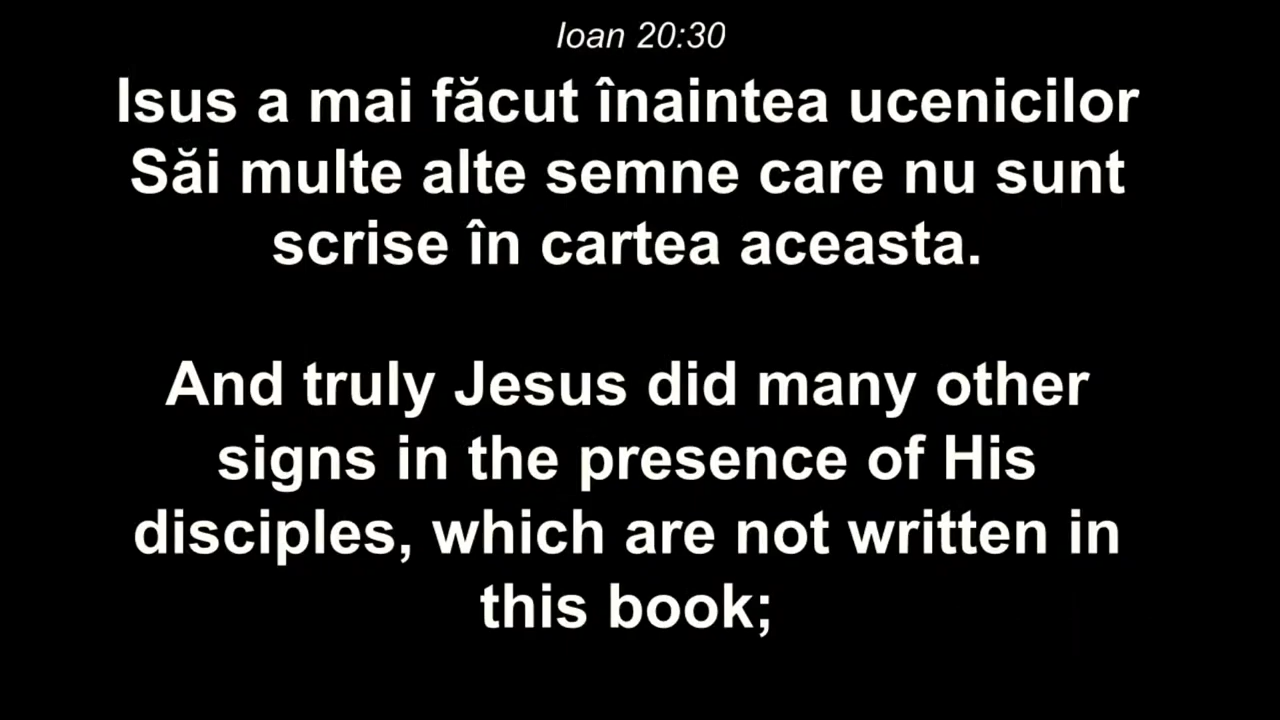 Ioan 20:30
Isus a mai făcut înaintea ucenicilor
Săi multe alte semne care nu sunt
scrise în cartea aceasta.
And truly Jesus did many other
signs in the presence of His
disciples, which are not written in
this book;